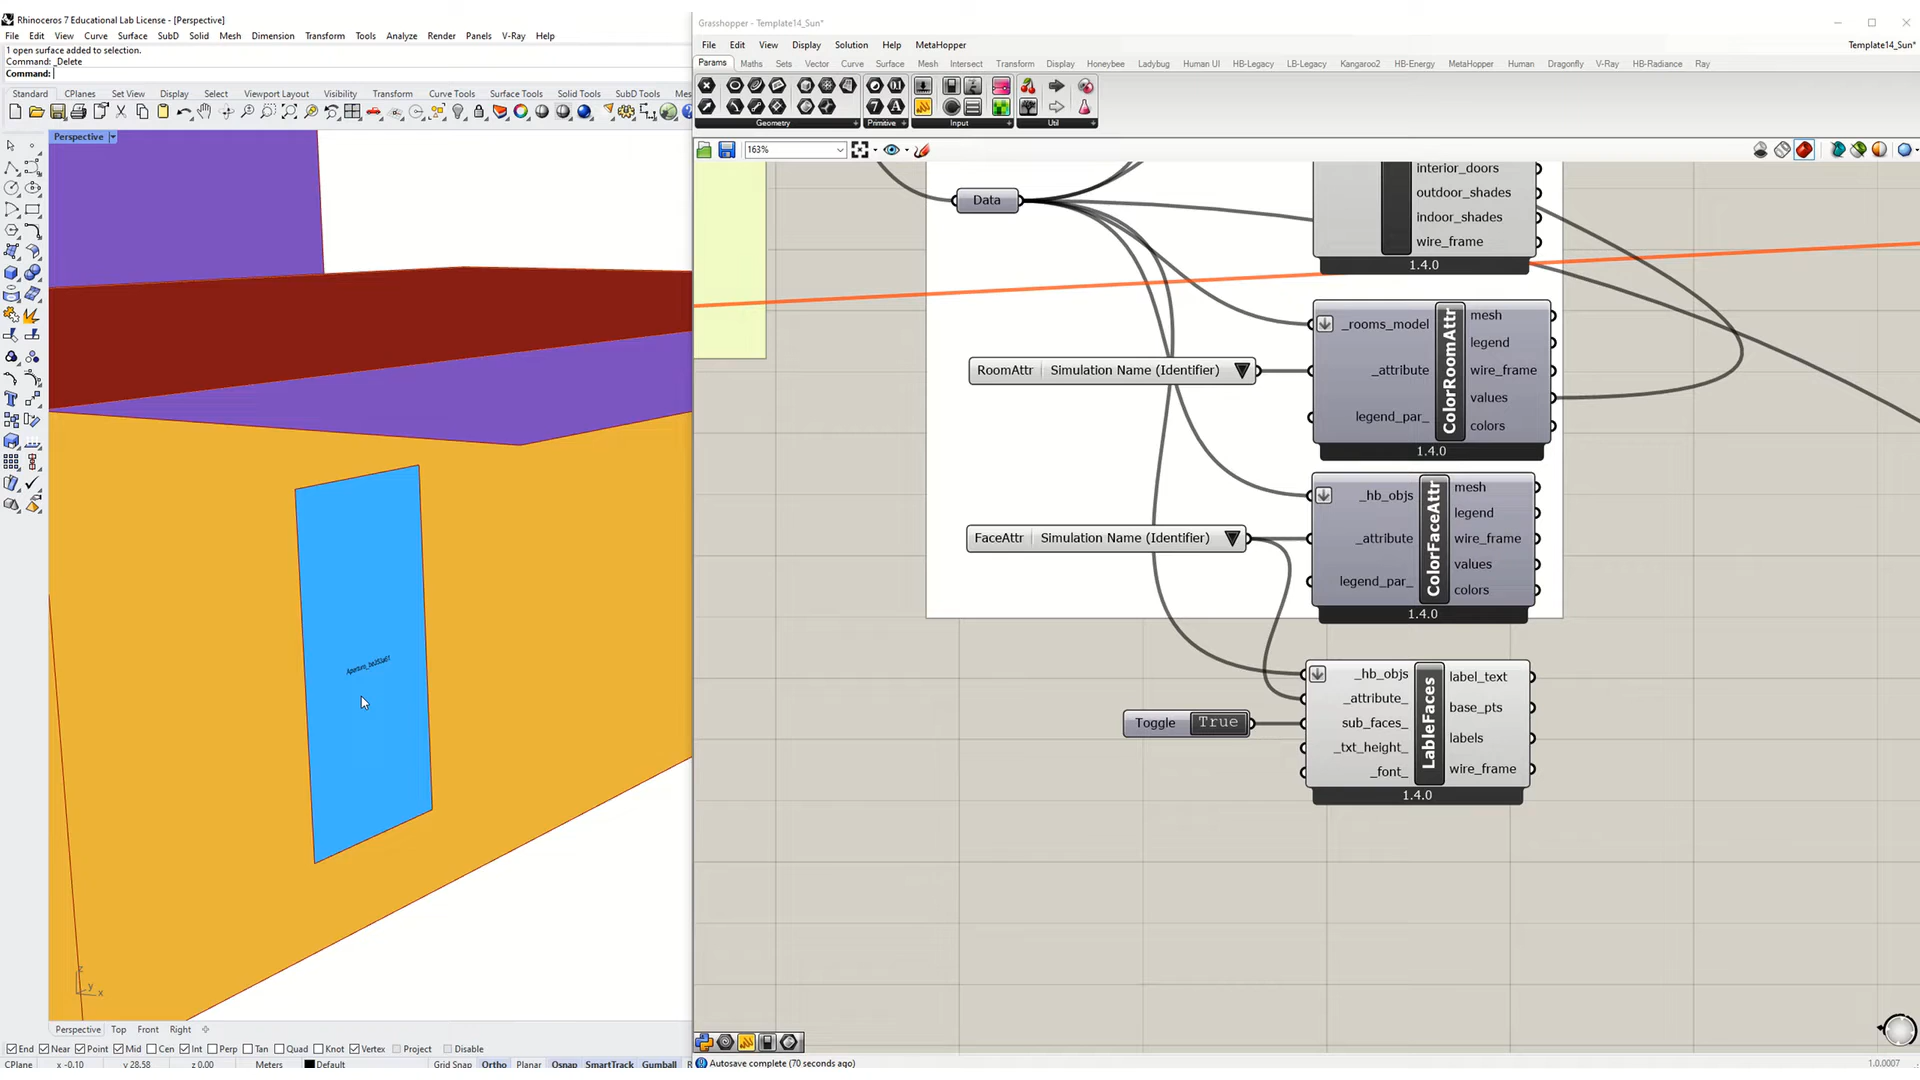 Rhinoceros 7 Educational Lab License - [Perspective]
File Edit View Curve Surface SubD Solid Mesh Dimension Transform Tools Analyze Render Panels V-Ray Help
1 open surface added to selection.
Command: _Delete
Command:
Standard CPlanes Set View Display Select Viewport Layout Visibility Transform Curve Tools Surface Tools Solid Tools SubD Tools Mes
Perspective
z
y
x
Perspective Top Front Right
End Near Point Mid Cen Int Perp Tan Quad Knot Vertex Project Disable
CPlane x -0.10 y 28.58 z 0.00 Meters Default Grid Snap Ortho Planar Osnap SmartTrack Gumball
Grasshopper - Template14_Sun*
File Edit View Display Solution Help MetaHopper Template14_Sun*
Params Maths Sets Vector Curve Surface Mesh Intersect Transform Display Honeybee Ladybug Human UI HB-Legacy LB-Legacy Kangaroo2 HB-Energy MetaHopper Human Dragonfly V-Ray HB-Radiance Ray
Geometry Primitive Input Util
163%
Data
interior_doors
outdoor_shades
indoor_shades
wire_frame
1.4.0
_rooms_model
_attribute
legend_par_
ColorRoomAttr
mesh
legend
wire_frame
values
colors
1.4.0
RoomAttr Simulation Name (Identifier)
_hb_objs
_attribute
legend_par_
ColorFaceAttr
mesh
legend
wire_frame
values
colors
1.4.0
FaceAttr Simulation Name (Identifier)
_hb_objs
_attribute_
sub_faces_
_txt_height_
_font_
LableFaces
label_text
base_pts
labels
wire_frame
1.4.0
Toggle True
Autosave complete (70 seconds ago)
1.0.0007